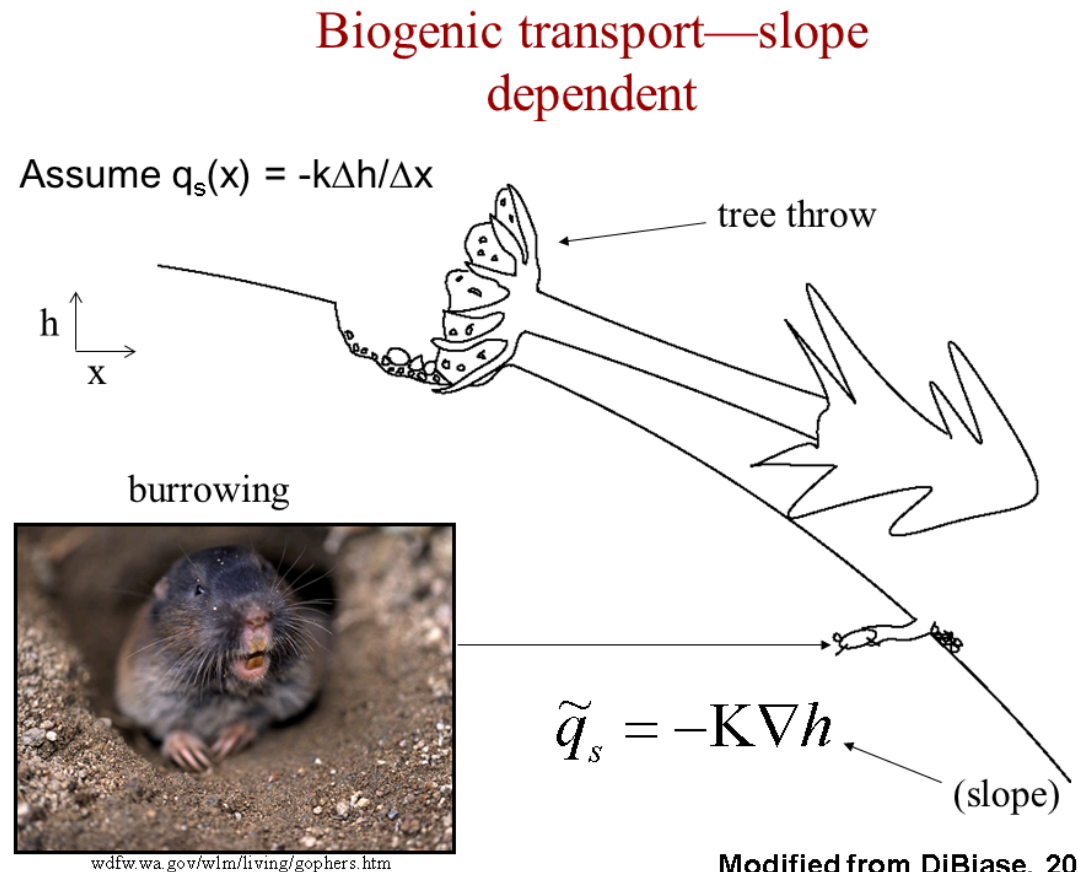 Biogenic transport—slope
dependent
Assume qₛ(x) = -kΔh/Δx
tree throw
h
x
burrowing
q̃ₛ = −K∇h
(slope)
wdfw.wa.gov/wlm/living/gophers.htm
Modified from DiBiase, 20